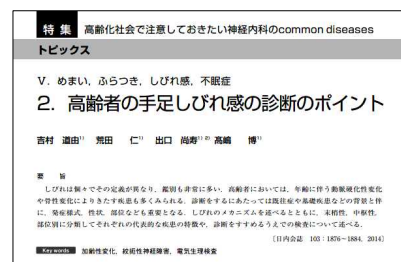 特集 高齢化社会で注意しておきたい神経内科のcommon diseases
トピックス
Ⅴ．めまい，ふらつき，しびれ感，不眠症
2．高齢者の手足しびれ感の診断のポイント
吉村 道由1) 荒田 仁1) 出口 尚寿1) 2) 髙嶋 博1)
要 旨
しびれは個々でその定義が異なり，鑑別も非常に多い．高齢者においては，年齢に伴う動脈硬化性変化
や骨性変化によりきたす疾患も多くみられる．診断をするにあたっては既往症や基礎疾患などの背景と伴
に，発症様式，性状，部位なども重要となる．しびれのメカニズムを述べるとともに，末梢性，中枢性，
部位別に分類してそれぞれの代表的な疾患の特徴や，診断をすすめるうえでの検査について述べる．
〔日内会誌 103：1876～1884，2014〕
Key words 加齢性変化，絞扼性神経障害，電気生理検査